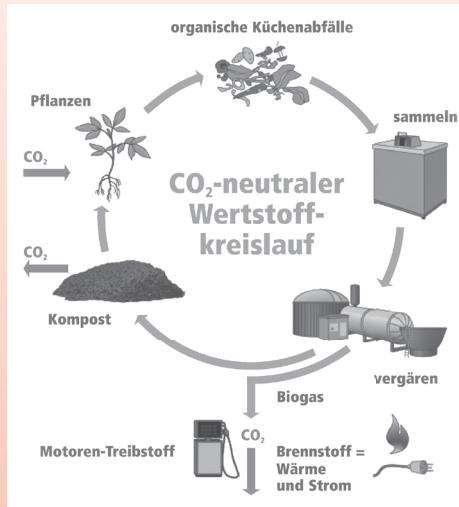 organische Küchenabfälle
Pflanzen
sammeln
CO₂
CO₂-neutraler
Wertstoff-
kreislauf
CO₂
Kompost
vergären
Biogas
CO₂
Motoren-Treibstoff
Brennstoff =
Wärme
und Strom